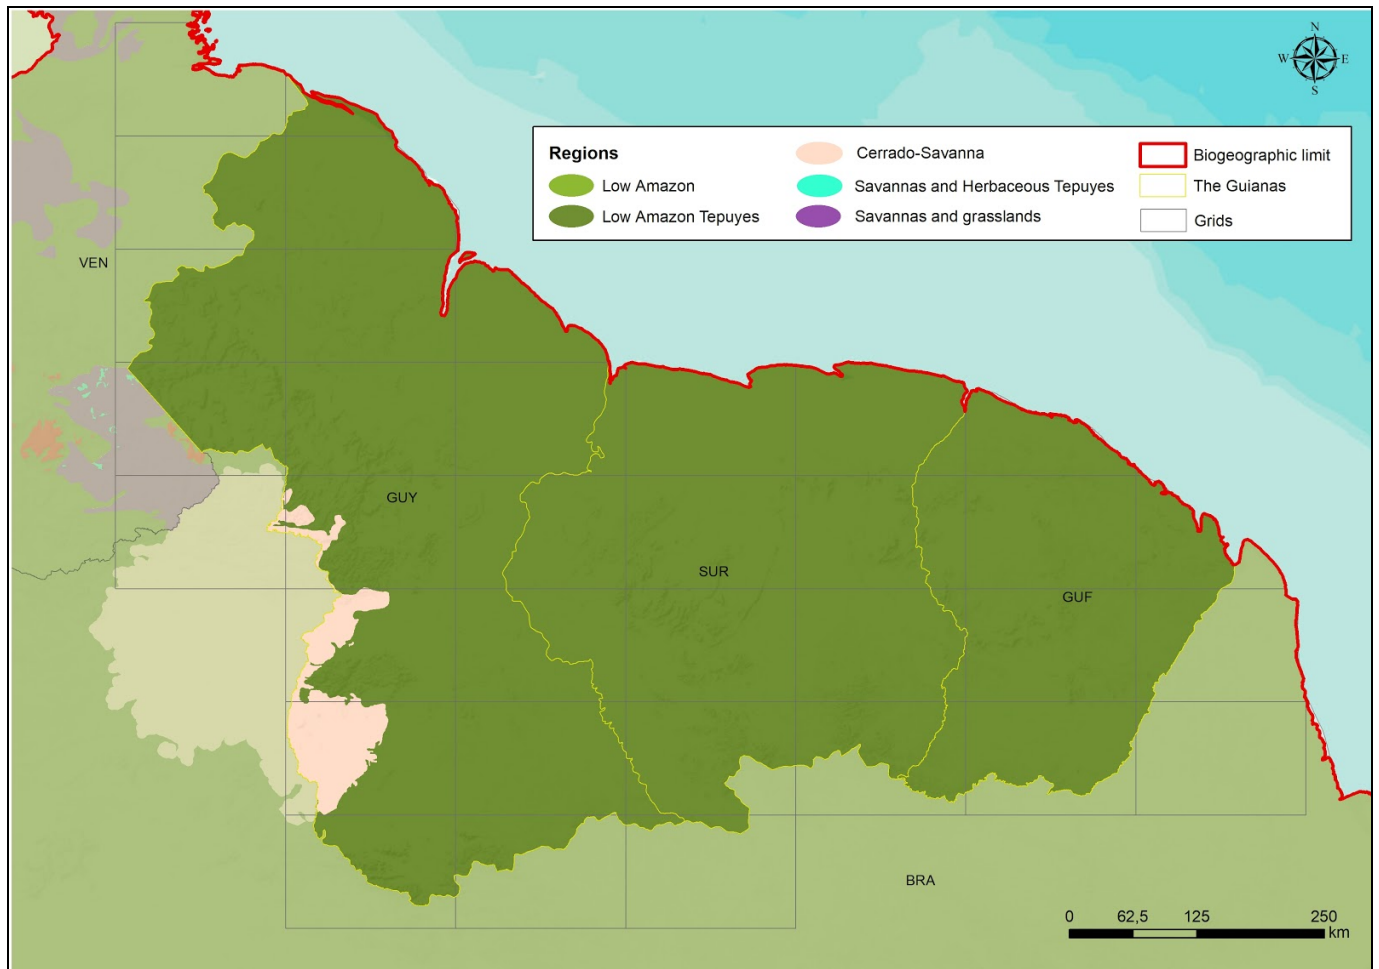 N
W E
S
Regions
Low Amazon
Low Amazon Tepuyes
Cerrado-Savanna
Savannas and Herbaceous Tepuyes
Savannas and grasslands
Biogeographic limit
The Guianas
Grids
VEN
GUY
SUR
GUF
BRA
0 62,5 125 250
km